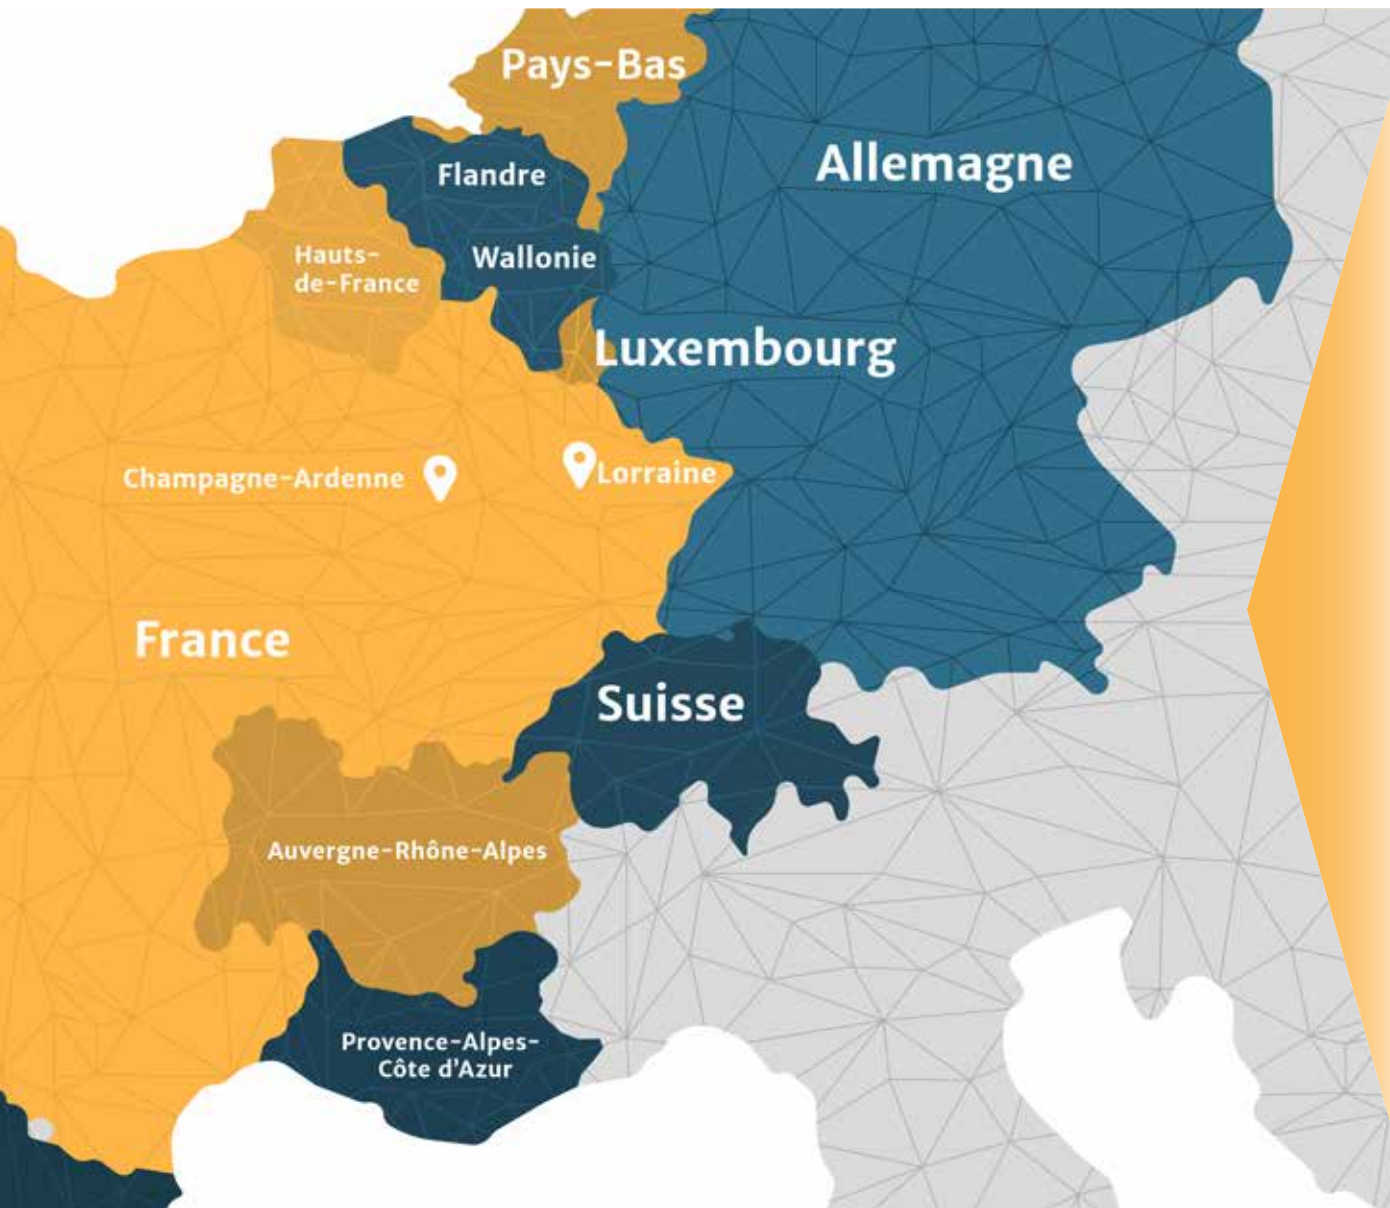 Pays-Bas
Allemagne
Flandre
Hauts-
de-France
Wallonie
Luxembourg
Champagne-Ardenne
Lorraine
France
Suisse
Auvergne-Rhône-Alpes
Provence-Alpes-
Côte d'Azur